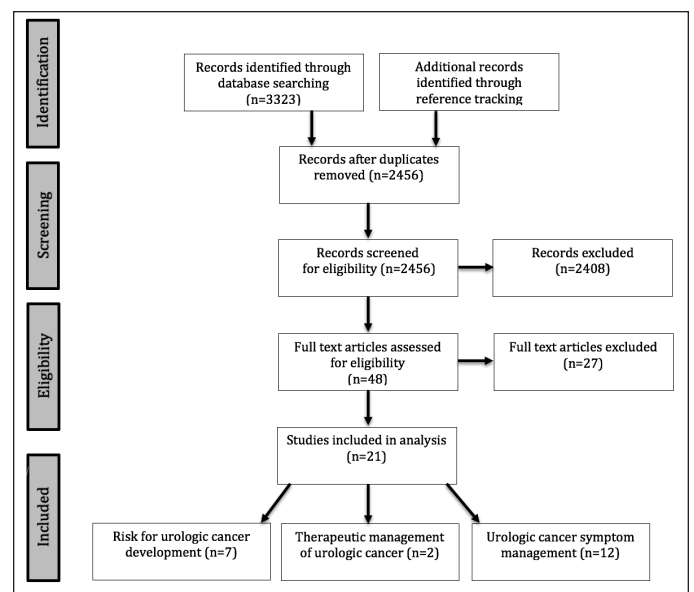 Identification
Records identified through
database searching
(n=3323)
Additional records
identified through
reference tracking
Records after duplicates
removed (n=2456)
Screening
Records screened
for eligibility (n=2456)
Records excluded
(n=2408)
Eligibility
Full text articles assessed
for eligibility
(n=48)
Full text articles excluded
(n=27)
Studies included in analysis
(n=21)
Included
Risk for urologic cancer
development (n=7)
Therapeutic management
of urologic cancer (n=2)
Urologic cancer symptom
management (n=12)